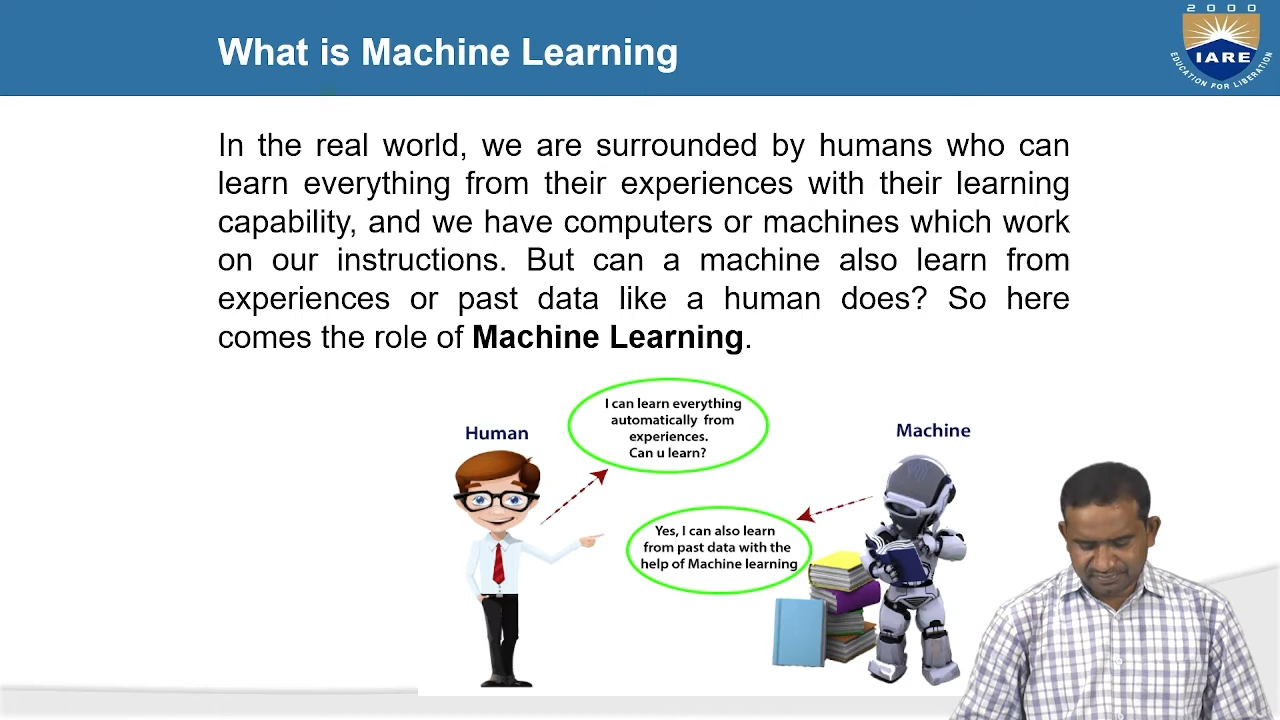 What is Machine Learning
2000
IARE
EDUCATION FOR LIBERATION
In the real world, we are surrounded by humans who can
learn everything from their experiences with their learning
capability, and we have computers or machines which work
on our instructions. But can a machine also learn from
experiences or past data like a human does? So here
comes the role of Machine Learning.
Human
I can learn everything
automatically from
experiences.
Can u learn?
Machine
Yes, I can also learn
from past data with the
help of Machine learning